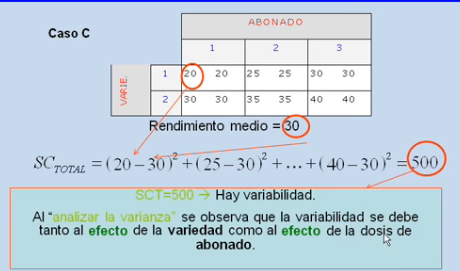 Caso C
ABONADO
1 2 3
VARIE.
1 20 20 25 25 30 30
2 30 30 35 35 40 40
Rendimiento medio = 30
SC_TOTAL = (20 − 30)² + (25 − 30)² + ... + (40 − 30)² = 500
SCT=500 → Hay variabilidad.
Al “analizar la varianza” se observa que la variabilidad se debe
tanto al efecto de la variedad como al efecto de la dosis de
abonado.